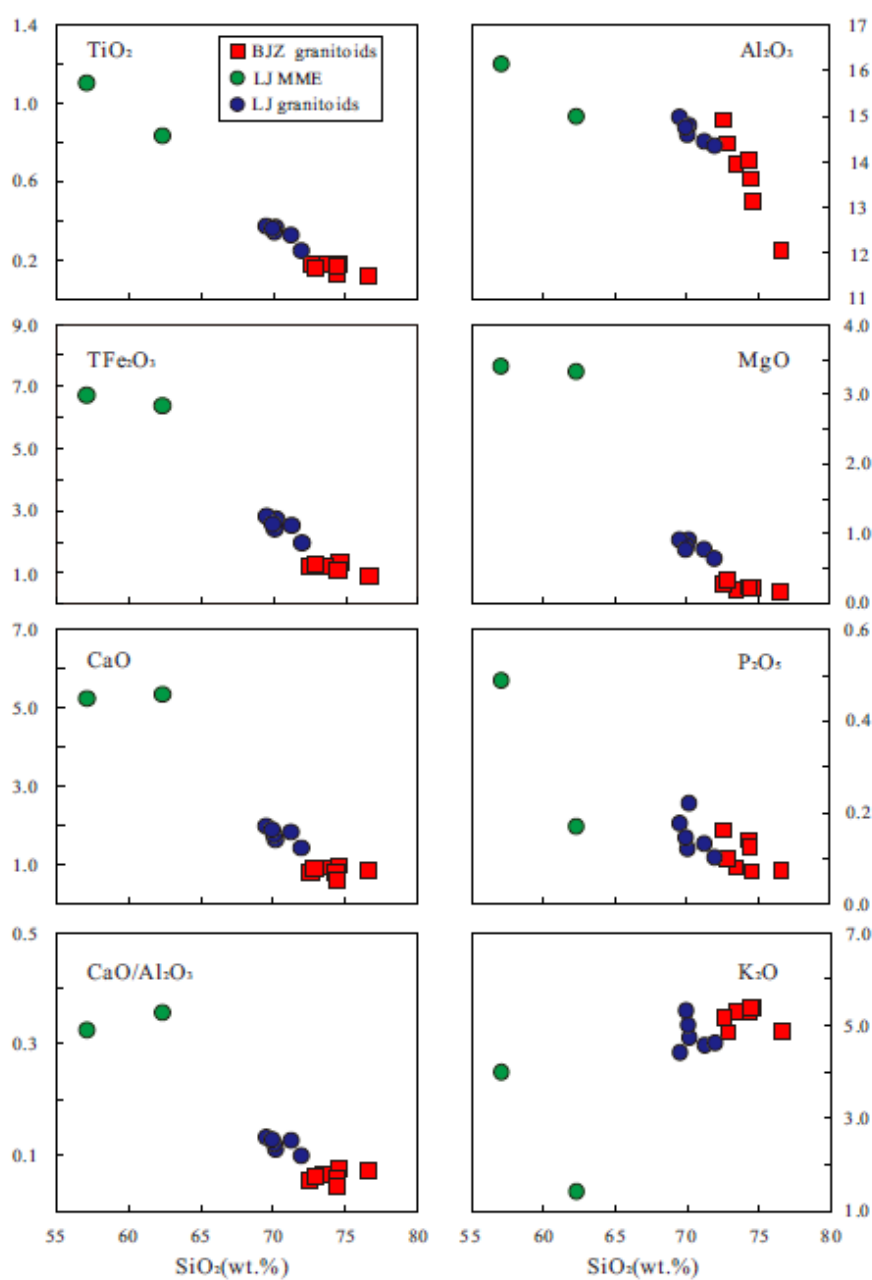 1.4
1.0
0.6
0.2
TiO₂
BJZ granitoids
LJ MME
LJ granitoids
Al₂O₃
17
16
15
14
13
12
11
9.0
7.0
5.0
3.0
1.0
TFe₂O₃
MgO
4.0
3.0
2.0
1.0
0.0
7.0
5.0
3.0
1.0
CaO
P₂O₅
0.6
0.4
0.2
0.0
0.5
0.3
0.1
CaO/Al₂O₃
K₂O
7.0
5.0
3.0
1.0
55 60 65 70 75 80
55 60 65 70 75 80
SiO₂(wt.%)
SiO₂(wt.%)